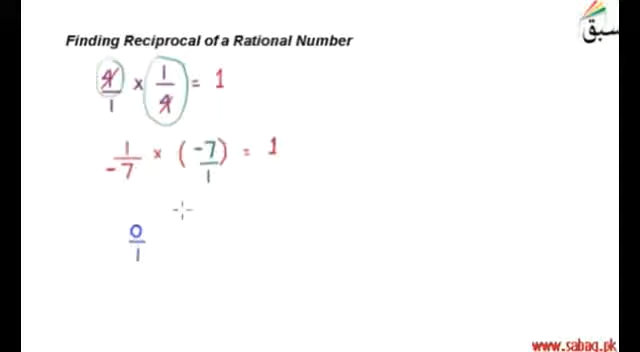 سبق
Finding Reciprocal of a Rational Number
4/1 × 1/4 = 1
1/-7 × (-7/1) = 1
0/1
www.sabaq.pk